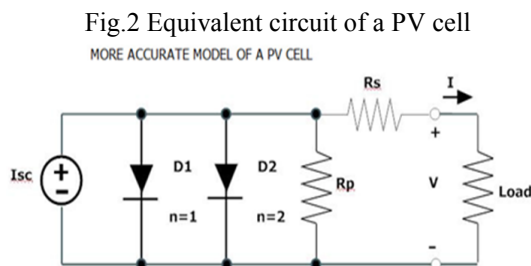 Fig.2 Equivalent circuit of a PV cell
MORE ACCURATE MODEL OF A PV CELL
Rs
I
+
Isc
+
-
D1
D2
Rp
V
Load
n=1
n=2
-